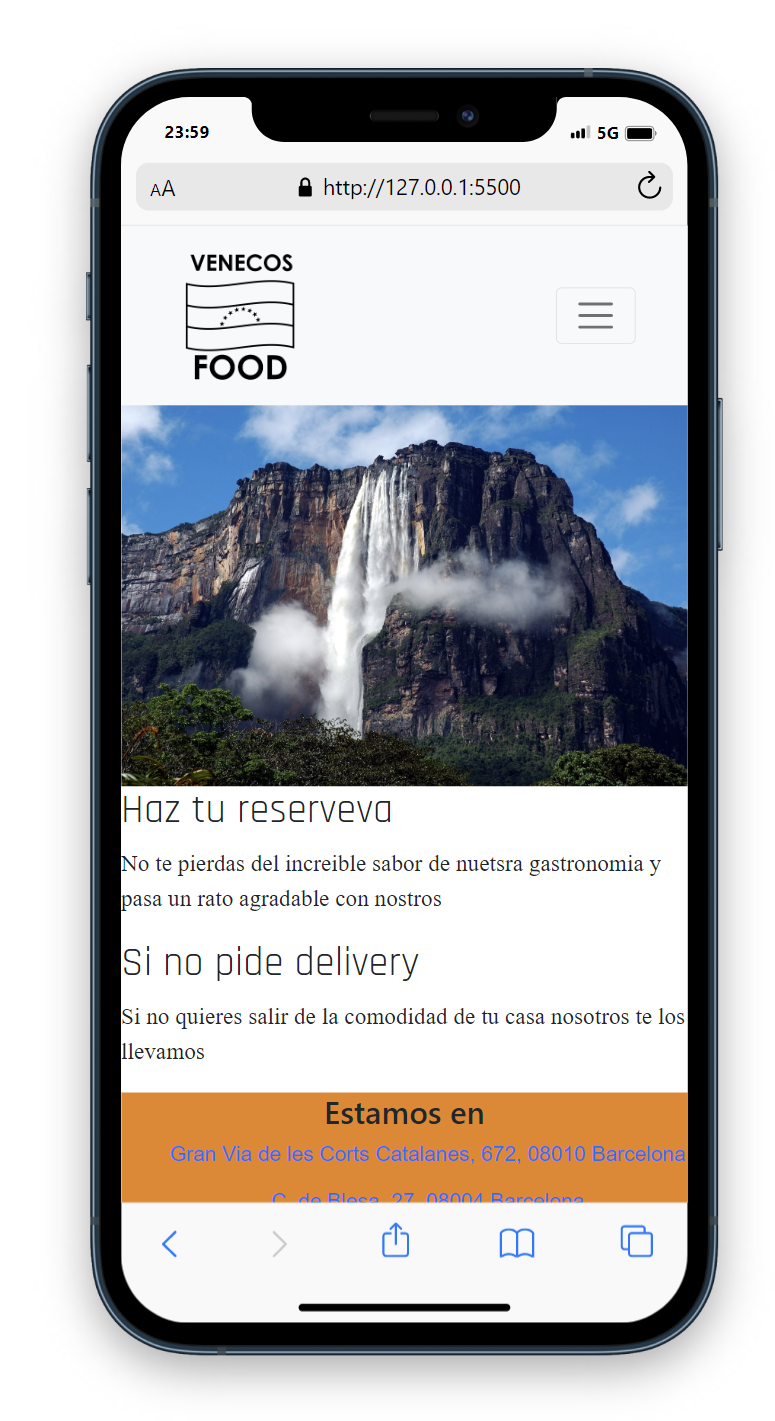 23:59
5G
AA
http://127.0.0.1:5500
VENECOS
FOOD
Haz tu reserveva
No te pierdas del increible sabor de nuetsra gastronomia y
pasa un rato agradable con nostros
Si no pide delivery
Si no quieres salir de la comodidad de tu casa nosotros te los
llevamos
Estamos en
Gran Via de les Corts Catalanes, 672, 08010 Barcelona
C. de Blesa, 27, 08004 Barcelona